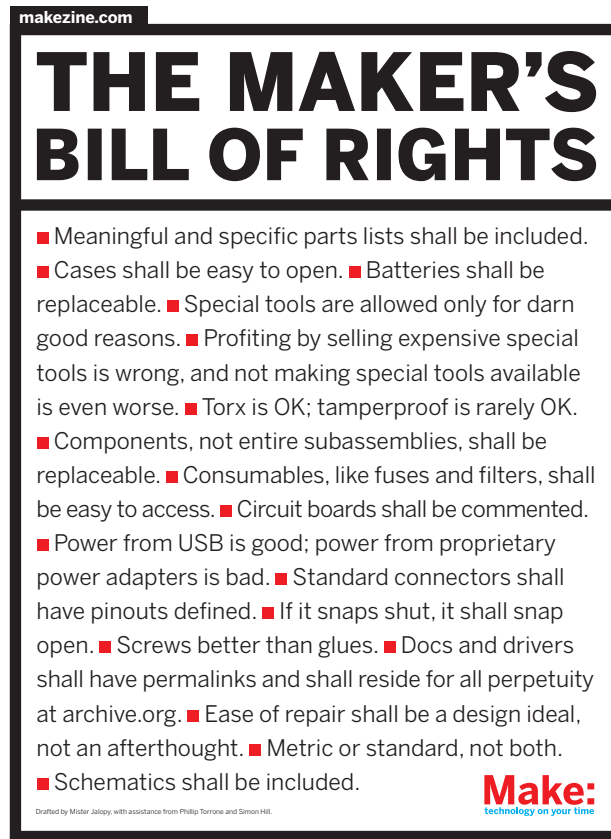 makezine.com
THE MAKER'S
BILL OF RIGHTS
■ Meaningful and specific parts lists shall be included.
■ Cases shall be easy to open. ■ Batteries shall be
replaceable. ■ Special tools are allowed only for darn
good reasons. ■ Profiting by selling expensive special
tools is wrong, and not making special tools available
is even worse. ■ Torx is OK; tamperproof is rarely OK.
■ Components, not entire subassemblies, shall be
replaceable. ■ Consumables, like fuses and filters, shall
be easy to access. ■ Circuit boards shall be commented.
■ Power from USB is good; power from proprietary
power adapters is bad. ■ Standard connectors shall
have pinouts defined. ■ If it snaps shut, it shall snap
open. ■ Screws better than glues. ■ Docs and drivers
shall have permalinks and shall reside for all perpetuity
at archive.org. ■ Ease of repair shall be a design ideal,
not an afterthought. ■ Metric or standard, not both.
■ Schematics shall be included.
Drafted by Mister Jalopy, with assistance from Phillip Torrone and Simon Hill.
Make:
technology on your time